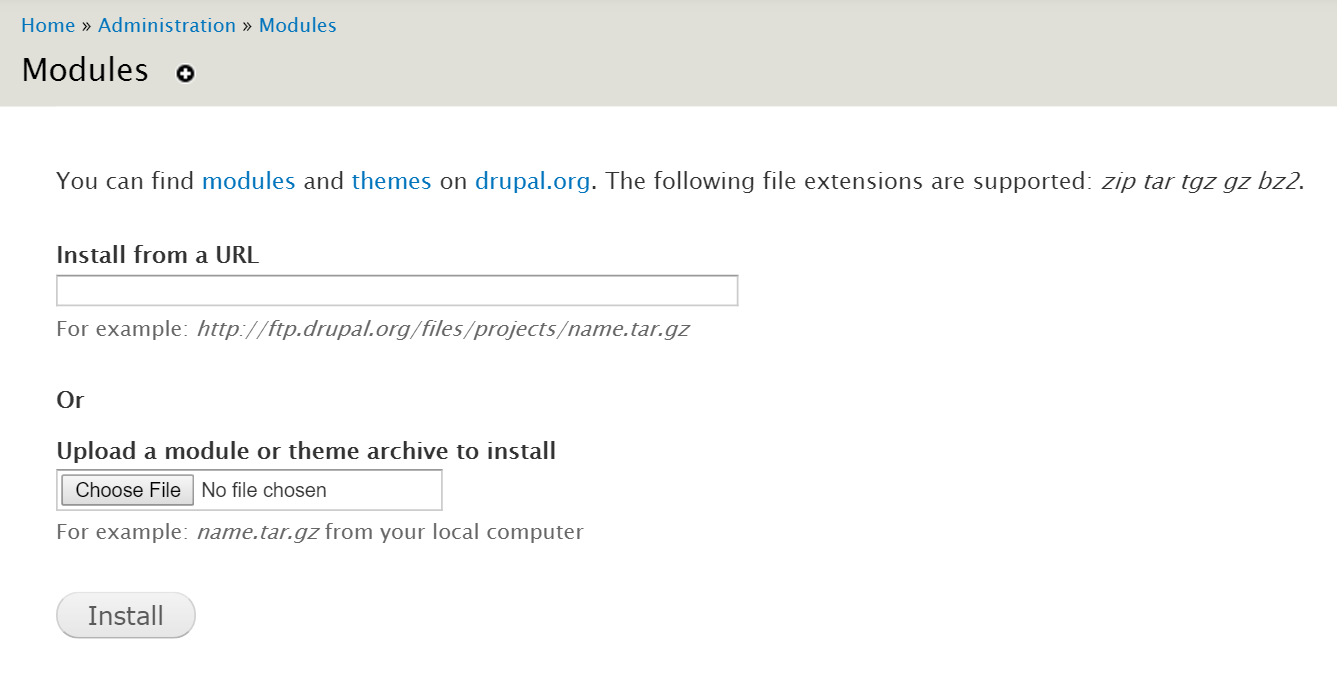 Home » Administration » Modules
Modules
You can find modules and themes on drupal.org. The following file extensions are supported: zip tar tgz gz bz2.
Install from a URL
For example: http://ftp.drupal.org/files/projects/name.tar.gz
Or
Upload a module or theme archive to install
Choose File No file chosen
For example: name.tar.gz from your local computer
Install